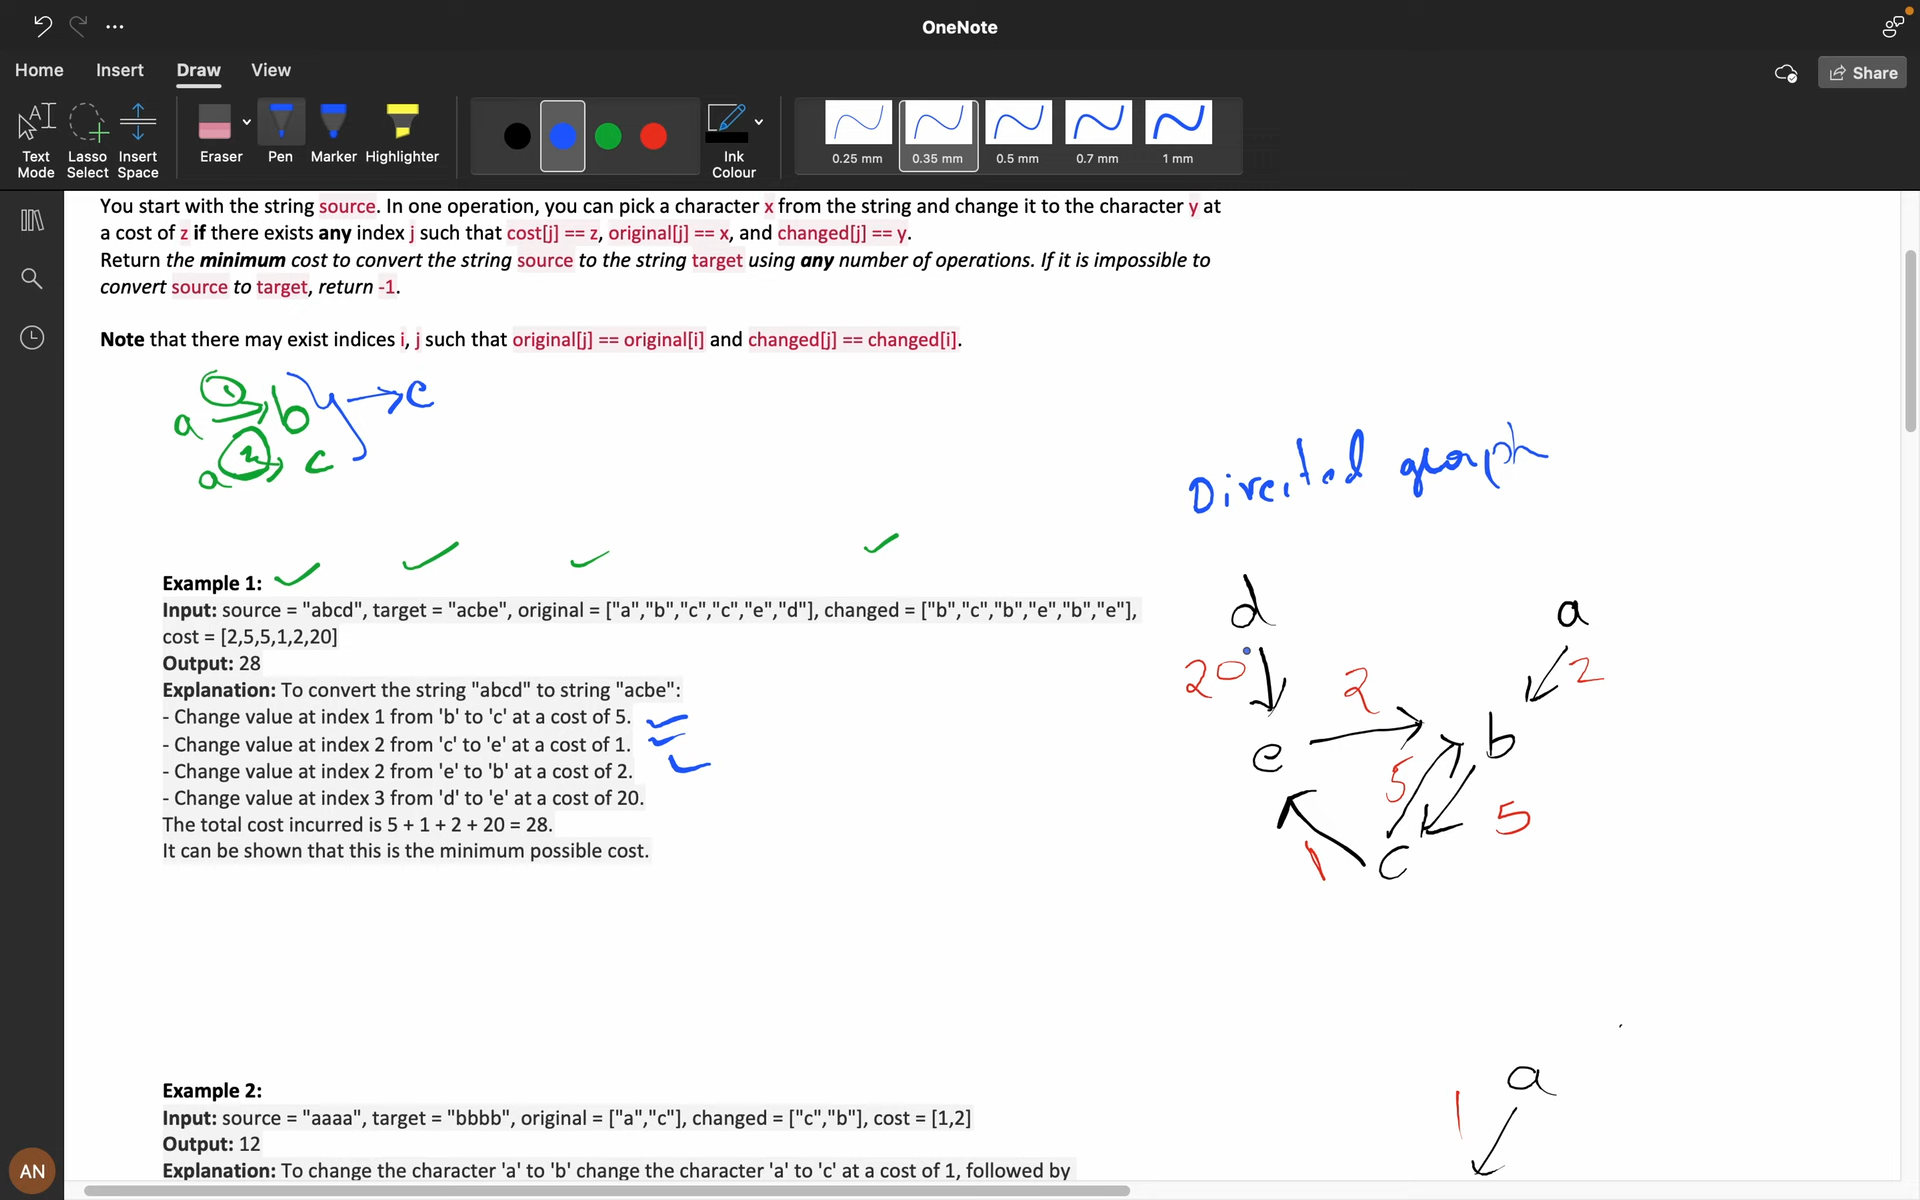 OneNote
Home Insert Draw View
Share
Text Mode
Lasso Select
Insert Space
Eraser
Pen
Marker
Highlighter
Ink Colour
0.25 mm
0.35 mm
0.5 mm
0.7 mm
1 mm
You start with the string source. In one operation, you can pick a character x from the string and change it to the character y at
a cost of z if there exists any index j such that cost[j] == z, original[j] == x, and changed[j] == y.
Return the minimum cost to convert the string source to the string target using any number of operations. If it is impossible to
convert source to target, return -1.
Note that there may exist indices i, j such that original[j] == original[i] and changed[j] == changed[i].
a 1 b c
a 2 c
Directed graph
Example 1:
Input: source = "abcd", target = "acbe", original = ["a","b","c","c","e","d"], changed = ["b","c","b","e","b","e"],
cost = [2,5,5,1,2,20]
Output: 28
Explanation: To convert the string "abcd" to string "acbe":
- Change value at index 1 from 'b' to 'c' at a cost of 5.
- Change value at index 2 from 'c' to 'e' at a cost of 1.
- Change value at index 2 from 'e' to 'b' at a cost of 2.
- Change value at index 3 from 'd' to 'e' at a cost of 20.
The total cost incurred is 5 + 1 + 2 + 20 = 28.
It can be shown that this is the minimum possible cost.
d a
20 2 2
e b
5 5
1 c
Example 2:
Input: source = "aaaa", target = "bbbb", original = ["a","c"], changed = ["c","b"], cost = [1,2]
Output: 12
Explanation: To change the character 'a' to 'b' change the character 'a' to 'c' at a cost of 1, followed by
a
1
AN